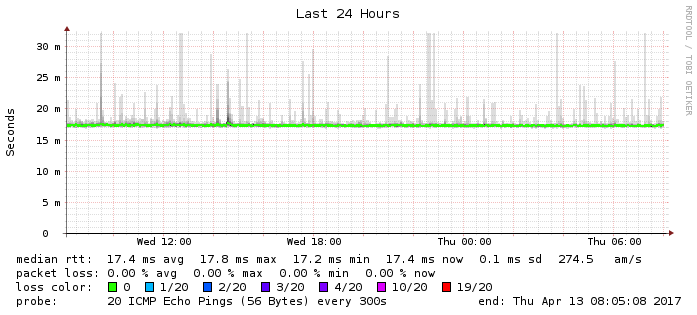 Last 24 Hours
RRDTOOL / TOBI OETIKER
Seconds
30 m
25 m
20 m
15 m
10 m
5 m
0
Wed 12:00 Wed 18:00 Thu 00:00 Thu 06:00
median rtt: 17.4 ms avg 17.8 ms max 17.2 ms min 17.4 ms now 0.1 ms sd 274.5 am/s
packet loss: 0.00 % avg 0.00 % max 0.00 % min 0.00 % now
loss color: 0 1/20 2/20 3/20 4/20 10/20 19/20
probe: 20 ICMP Echo Pings (56 Bytes) every 300s end: Thu Apr 13 08:05:08 2017